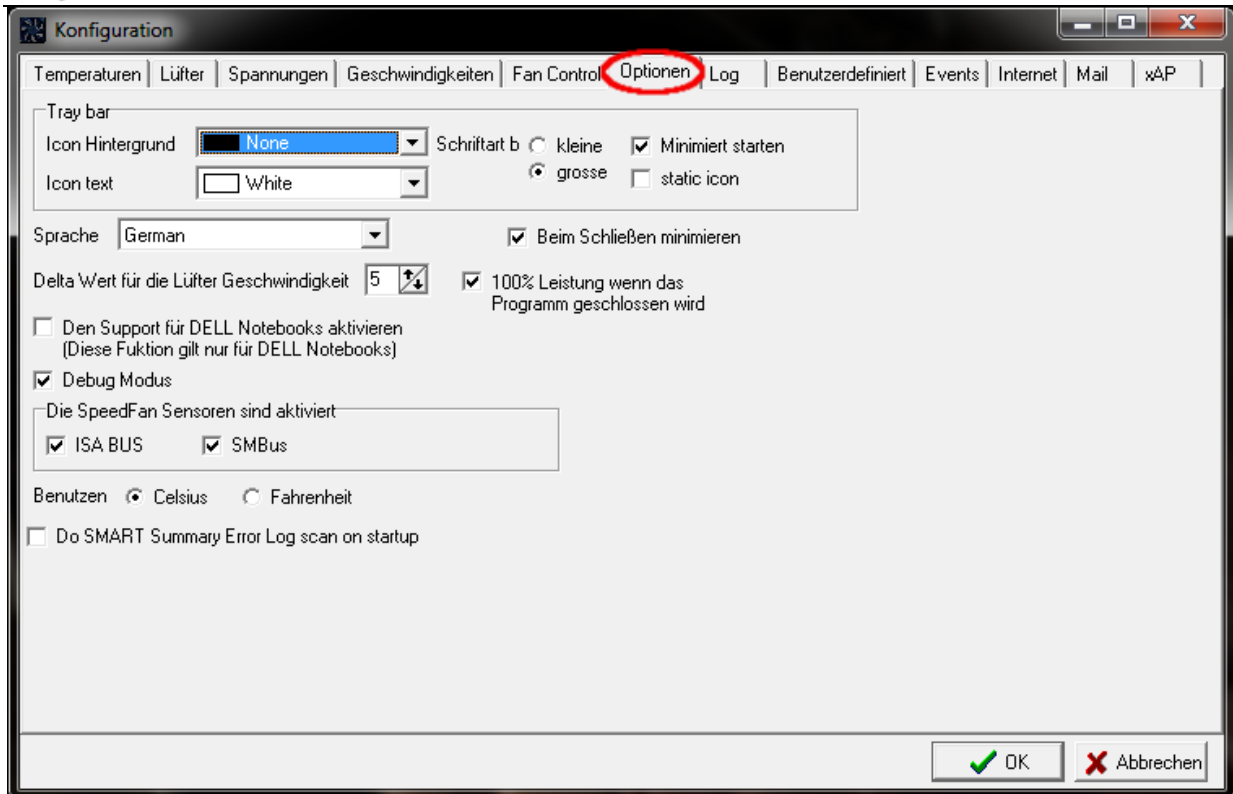 Konfiguration
Temperaturen Lüfter Spannungen Geschwindigkeiten Fan Control Optionen Log Benutzerdefiniert Events Internet Mail xAP
Tray bar
Icon Hintergrund None Schriftart b kleine Minimiert starten
Icon text White grosse static icon
Sprache German Beim Schließen minimieren
Delta Wert für die Lüfter Geschwindigkeit 5 100% Leistung wenn das
Programm geschlossen wird
Den Support für DELL Notebooks aktivieren
(Diese Fuktion gilt nur für DELL Notebooks)
Debug Modus
Die SpeedFan Sensoren sind aktiviert
ISA BUS SMBus
Benutzen Celsius Fahrenheit
Do SMART Summary Error Log scan on startup
OK Abbrechen